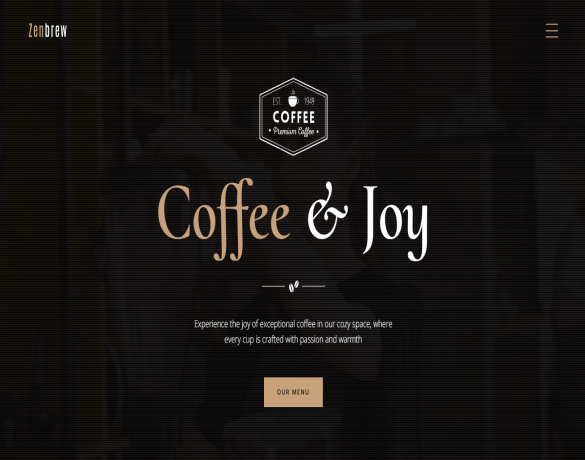 Zenbrew
EST. 1949
COFFEE
Premium Coffee
Coffee & Joy
Experience the joy of exceptional coffee in our cozy space, where
every cup is crafted with passion and warmth
OUR MENU